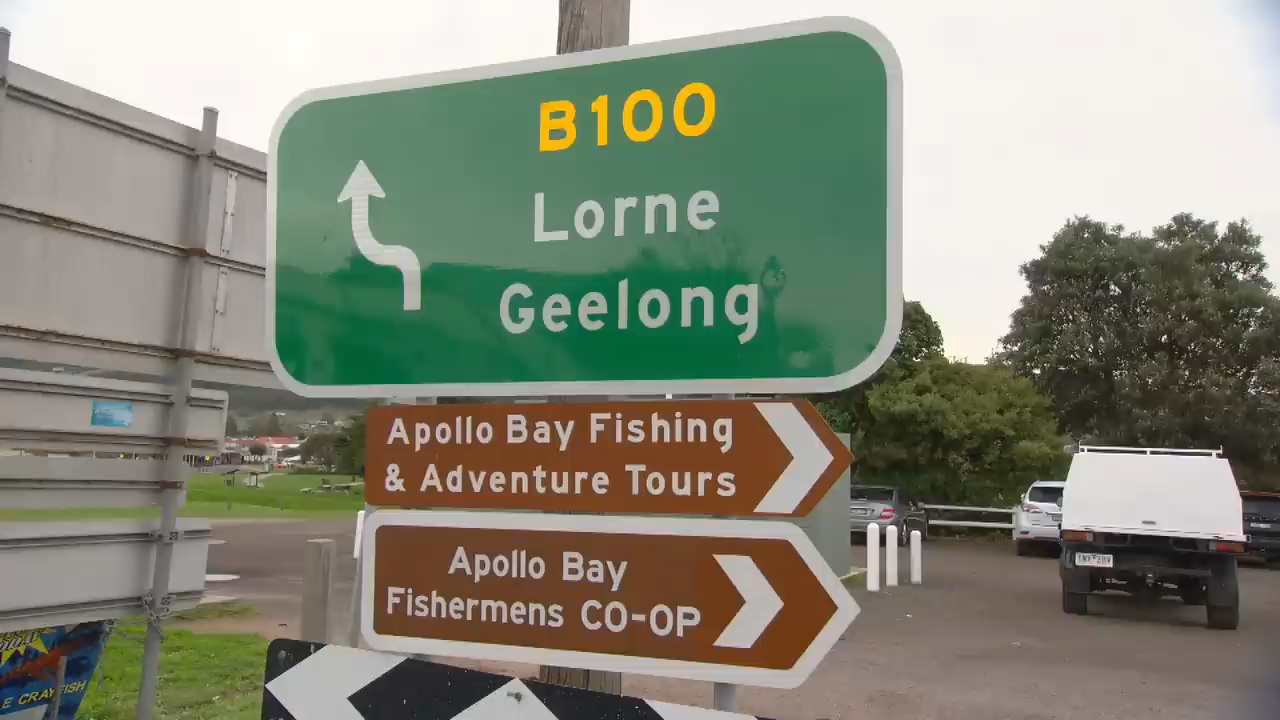 B100
Lorne
Geelong
Apollo Bay Fishing
& Adventure Tours
Apollo Bay
Fishermens CO-OP
E CRAYFISH